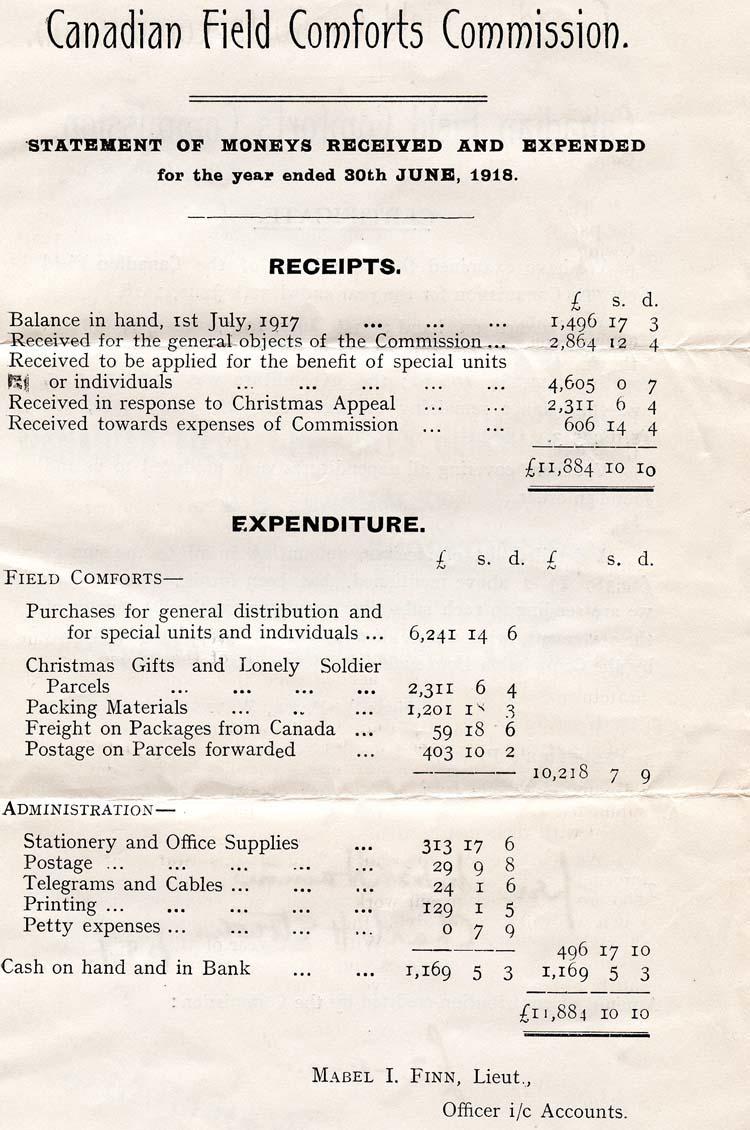 Canadian Field Comforts Commission.
STATEMENT OF MONEYS RECEIVED AND EXPENDED
for the year ended 30th JUNE, 1918.
RECEIPTS.
£ s. d.
Balance in hand, 1st July, 1917 ... ... ... 1,496 17 3
Received for the general objects of the Commission ... 2,864 12 4
Received to be applied for the benefit of special units
or individuals ... ... ... ... ... 4,605 0 7
Received in response to Christmas Appeal ... ... 2,311 6 4
Received towards expenses of Commission ... ... 606 14 4
£11,884 10 10
EXPENDITURE.
£ s. d. £ s. d.
FIELD COMFORTS—
Purchases for general distribution and
for special units and individuals ... 6,241 14 6
Christmas Gifts and Lonely Soldier
Parcels ... ... ... ... 2,311 6 4
Packing Materials ... ... ... 1,201 18 3
Freight on Packages from Canada ... 59 18 6
Postage on Parcels forwarded ... 403 10 2
10,218 7 9
ADMINISTRATION—
Stationery and Office Supplies ... 313 17 6
Postage ... ... ... ... ... 29 9 8
Telegrams and Cables ... ... ... 24 1 6
Printing ... ... ... ... ... 129 1 5
Petty expenses ... ... ... ... 0 7 9
496 17 10
Cash on hand and in Bank ... ... 1,169 5 3 1,169 5 3
£11,884 10 10
MABEL I. FINN, Lieut.,
Officer i/c Accounts.